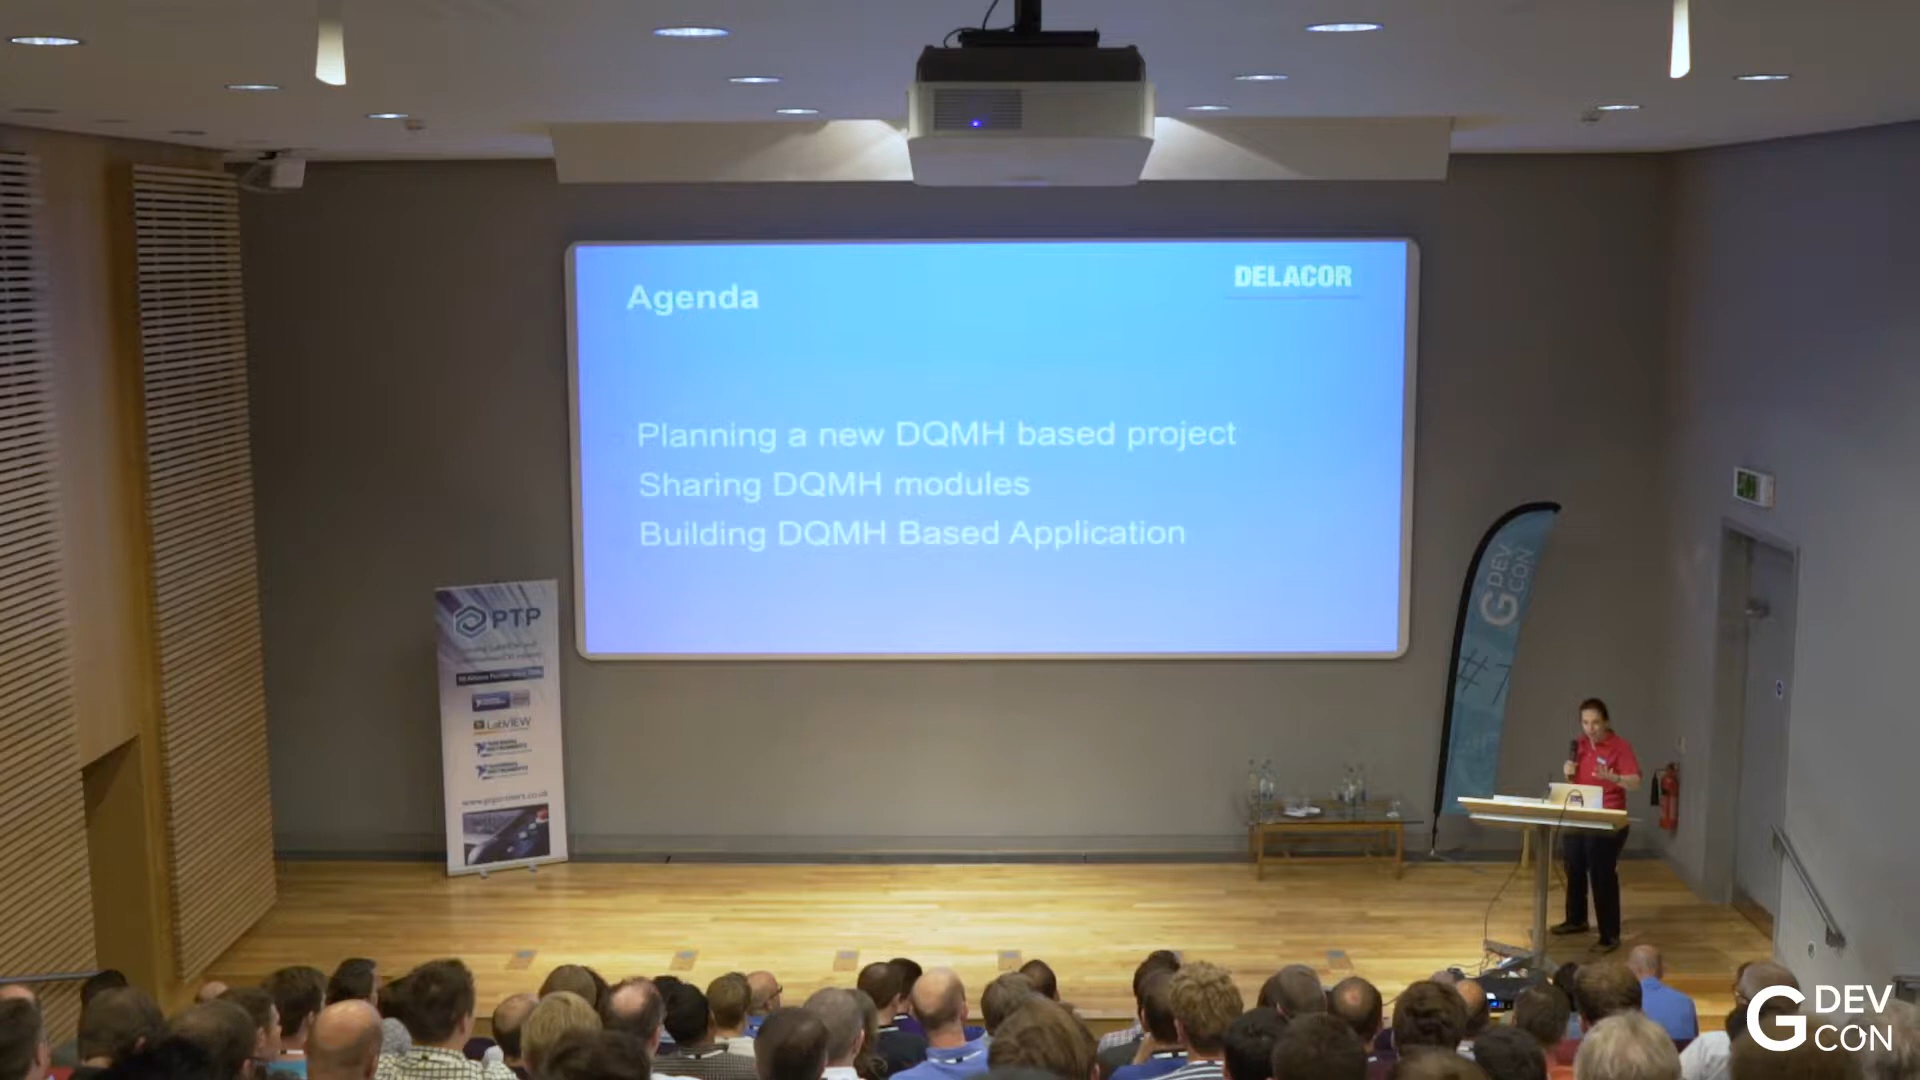 DELACOR
Agenda
Planning a new DQMH based project
Sharing DQMH modules
Building DQMH Based Application
PTP
LabVIEW
G DEV CON
#
G DEV CON